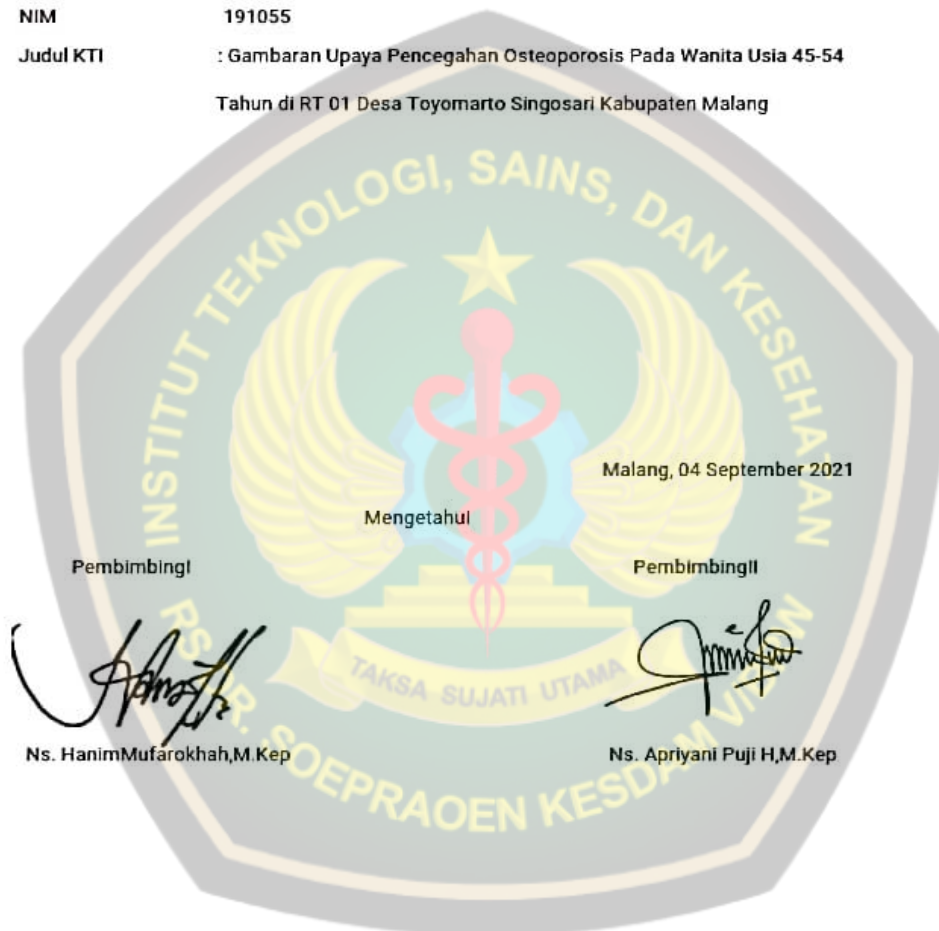 NIM 191055
Judul KTI : Gambaran Upaya Pencegahan Osteoporosis Pada Wanita Usia 45-54
Tahun di RT 01 Desa Toyomarto Singosari Kabupaten Malang
INSTITUT TEKNOLOGI, SAINS, DAN KESEHATAN
Malang, 04 September 2021
Mengetahui
PembimbingI PembimbingII
TAKSA SUJATI UTAMA
Ns. HanimMufarokhah,M.Kep Ns. Apriyani Puji H,M.Kep
RS DR. SOEPRAOEN KESDAM V/BRW